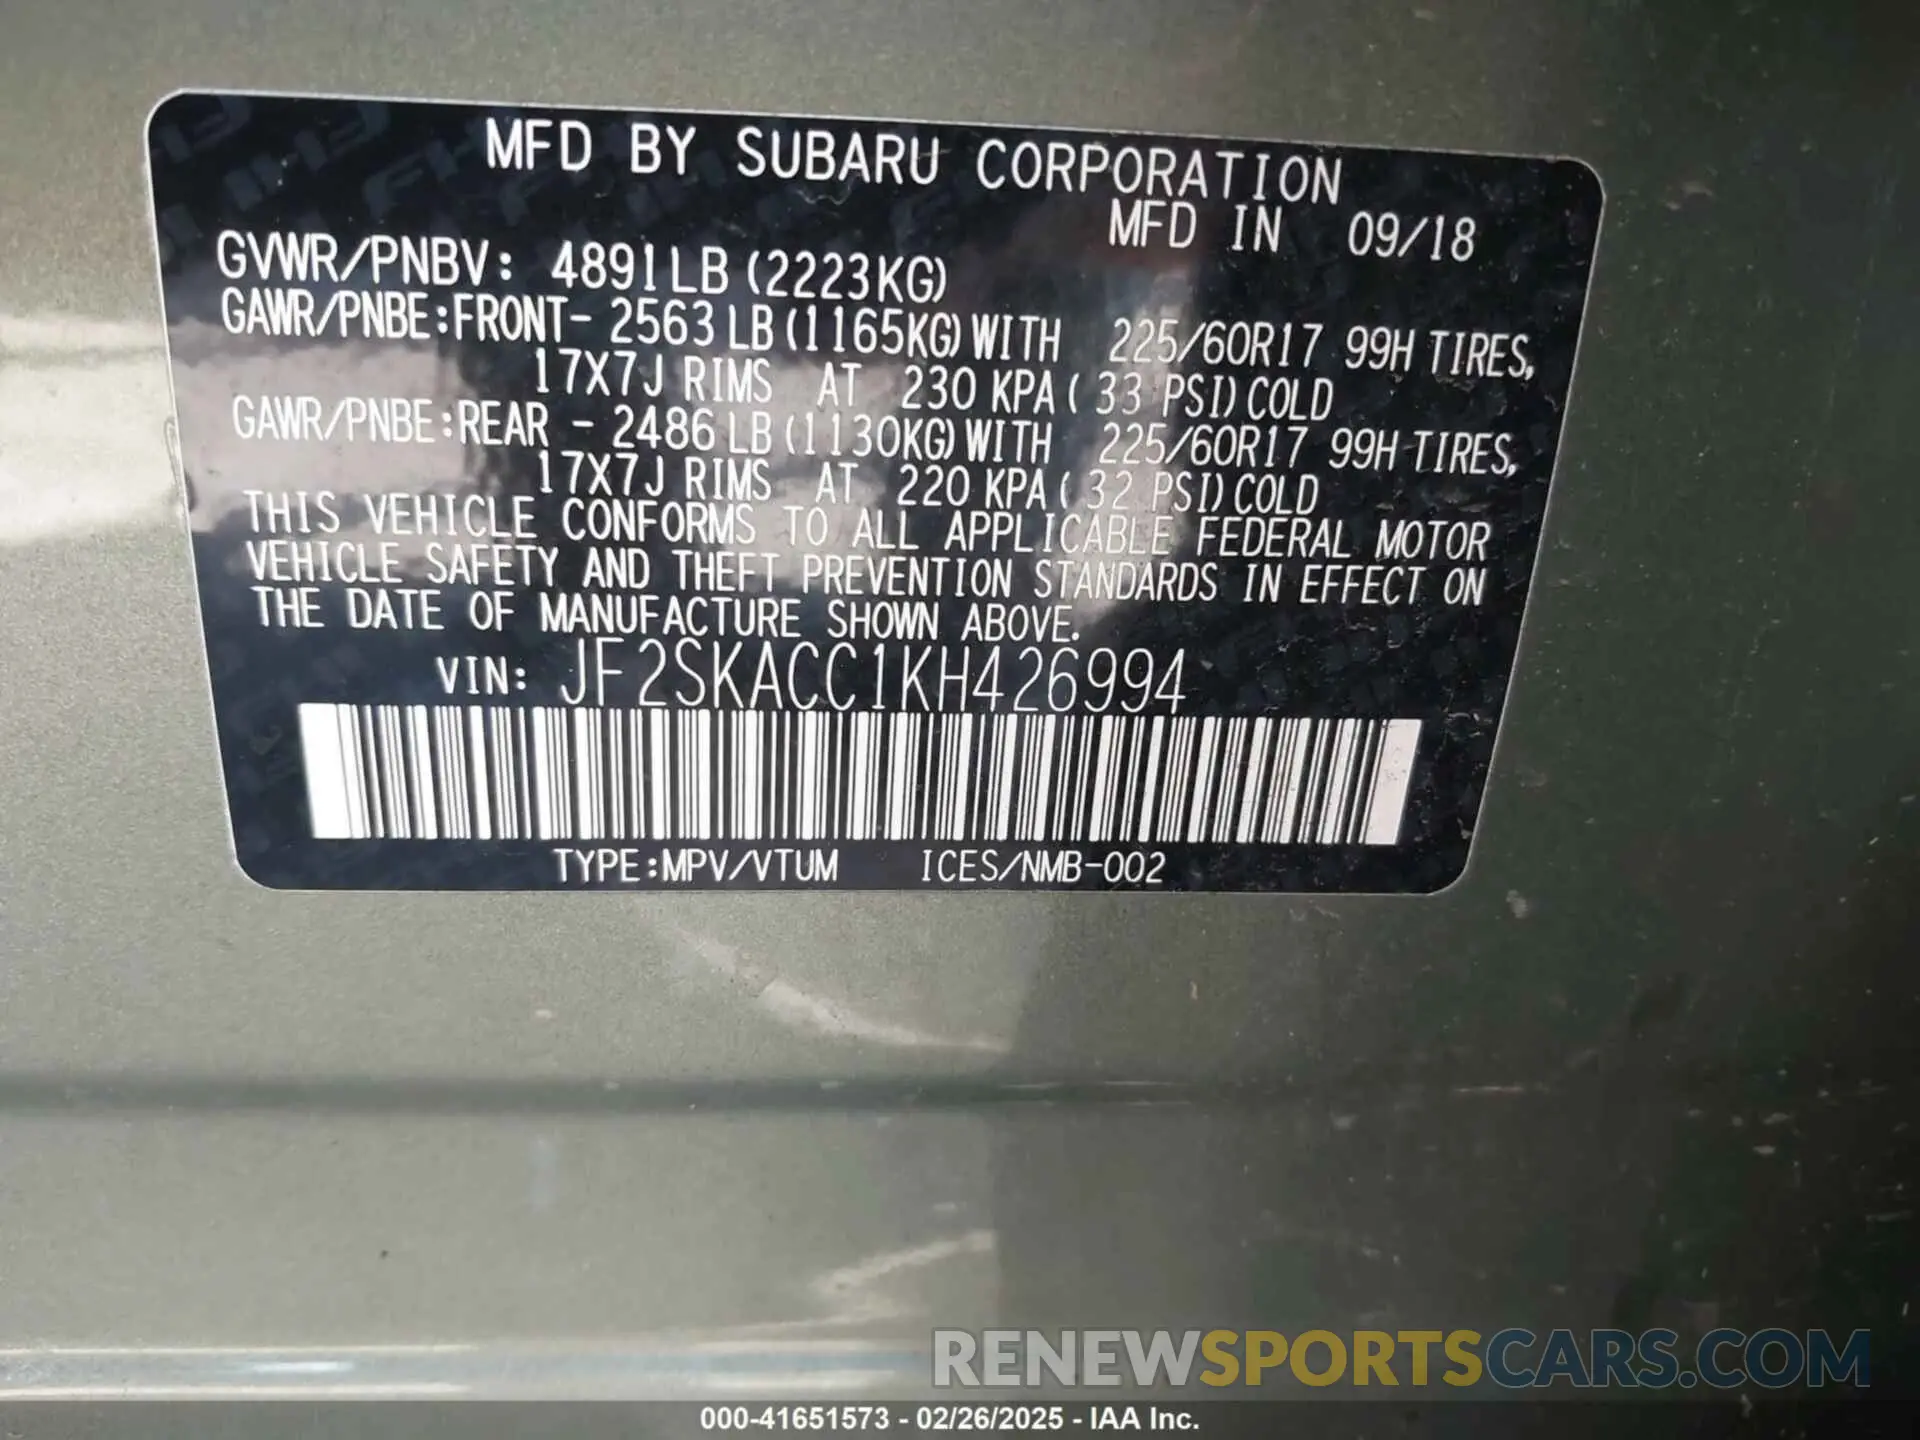 MFD BY SUBARU CORPORATION
MFD IN 09/18
GVWR/PNBV: 4891LB (2223KG)
GAWR/PNBE:FRONT- 2563 LB (1165KG) WITH 225/60R17 99H TIRES,
17X7J RIMS AT 230 KPA ( 33 PSI) COLD
GAWR/PNBE:REAR - 2486 LB (1130KG) WITH 225/60R17 99H TIRES,
17X7J RIMS AT 220 KPA ( 32 PSI) COLD
THIS VEHICLE CONFORMS TO ALL APPLICABLE FEDERAL MOTOR
VEHICLE SAFETY AND THEFT PREVENTION STANDARDS IN EFFECT ON
THE DATE OF MANUFACTURE SHOWN ABOVE.
VIN: JF2SKACC1KH426994
TYPE:MPV/VTUM ICES/NMB-002
RENEWSPORTSCARS.COM
000-41651573 - 02/26/2025 - IAA Inc.